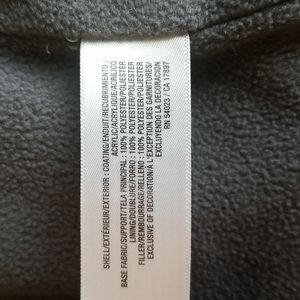 SHELL/EXTÉRIEUR/EXTERIOR : COATING/ENDUIT/RECUBRIMIENTO :
ACRYLIC/ACRYLIQUE/ACRÍLICO
BASE FABRIC/SUPPORT/TELA PRINCIPAL : 100% POLYESTER/POLIESTER
LINING/DOUBLURE/FORRO : 100% POLYESTER/POLIESTER
FILLER/REMBOURRAGE/RELLENO : 100% POLYESTER/POLIESTER
EXCLUSIVE OF DECORATION/A L'EXCEPTION DES GARNITURES/
EXCLUYENDO LA DECORACION
RN 54023 / CA 17897